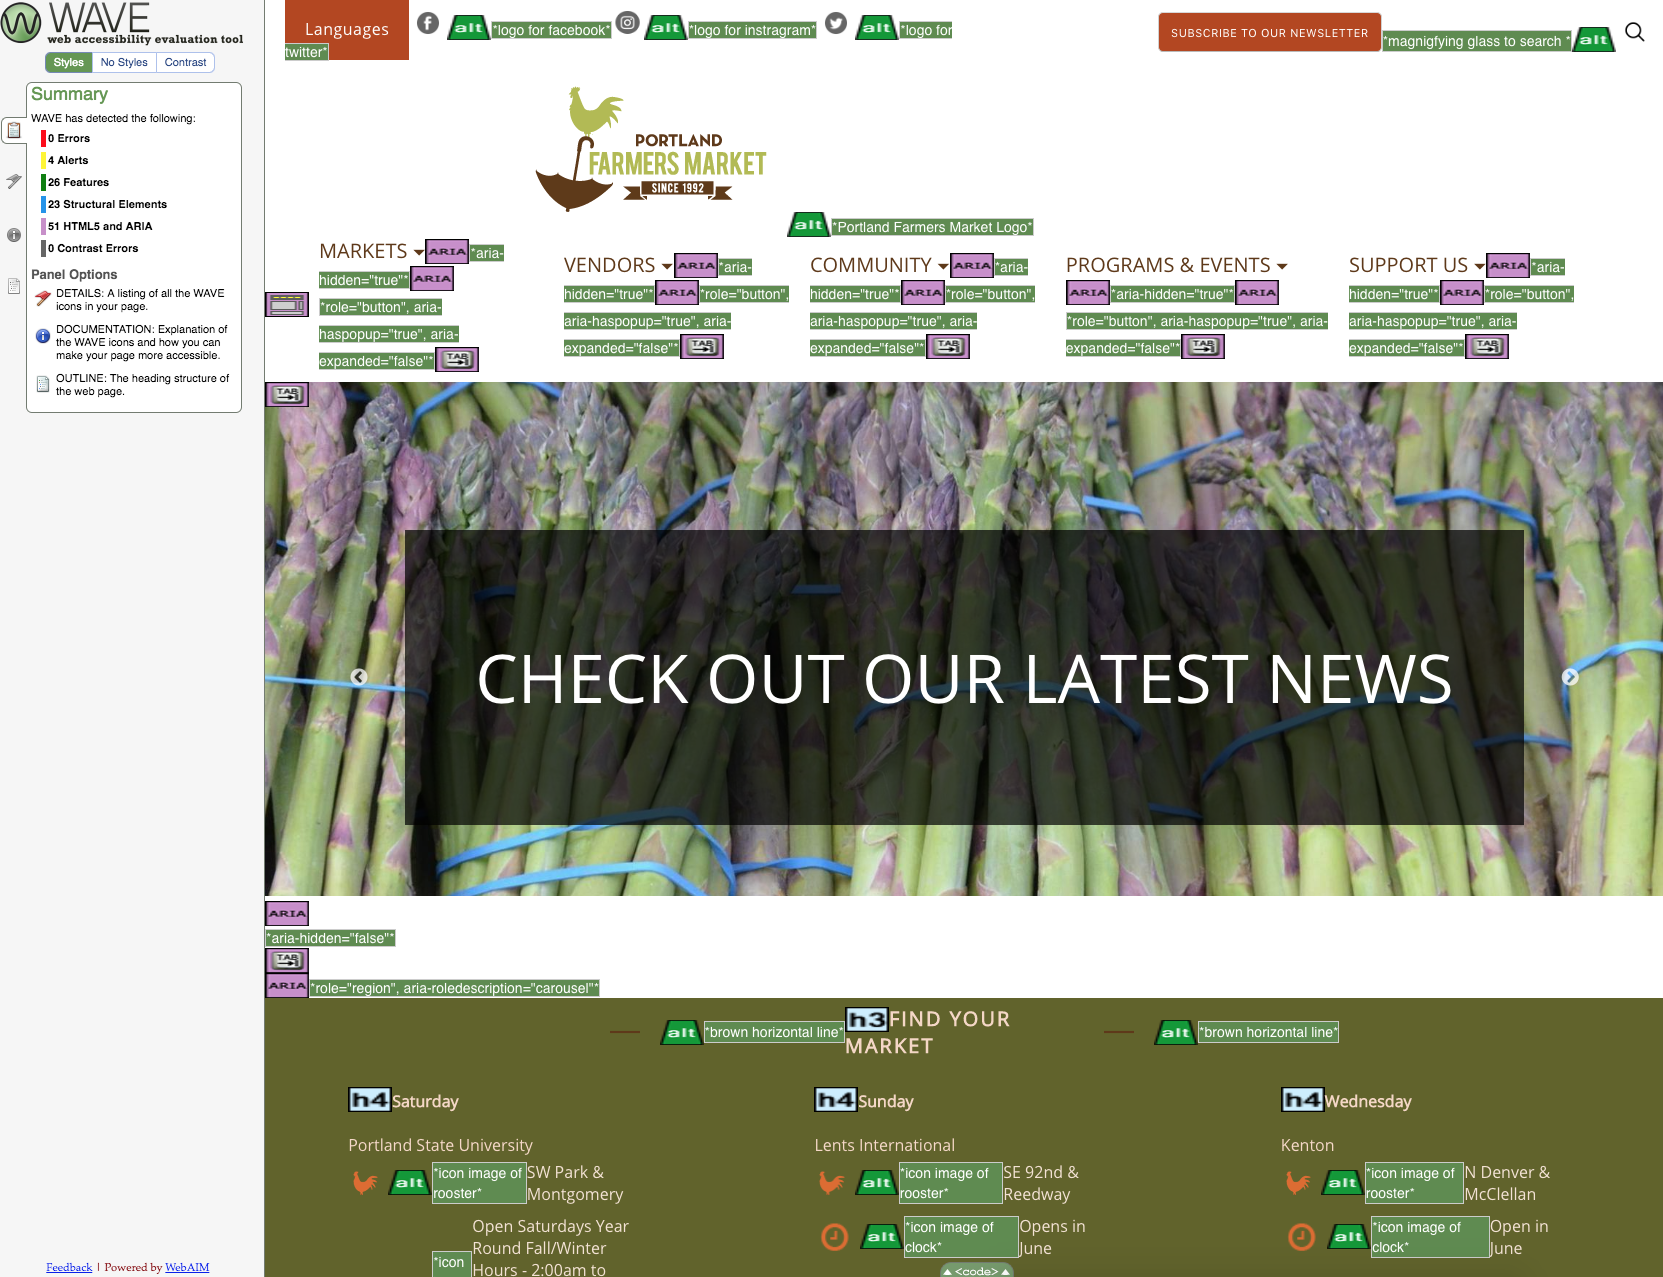 WAVE
web accessibility evaluation tool
Styles No Styles Contrast
Summary
WAVE has detected the following:
0 Errors
4 Alerts
26 Features
23 Structural Elements
51 HTML5 and ARIA
0 Contrast Errors
Panel Options
DETAILS: A listing of all the WAVE
icons in your page.
DOCUMENTATION: Explanation of
the WAVE icons and how you can
make your page more accessible.
OUTLINE: The heading structure of
the web page.
Feedback | Powered by WebAIM
Languages
alt *logo for facebook* alt *logo for instragram* alt *logo for
twitter*
SUBSCRIBE TO OUR NEWSLETTER
*magnigfying glass to search * alt
PORTLAND
FARMERS MARKET
SINCE 1992
alt *Portland Farmers Market Logo*
MARKETS ARIA *aria-
hidden="true"* ARIA
*role="button", aria-
haspopup="true", aria-
expanded="false"* TAB
VENDORS ARIA *aria-
hidden="true"* ARIA *role="button",
aria-haspopup="true", aria-
expanded="false"* TAB
COMMUNITY ARIA *aria-
hidden="true"* ARIA *role="button",
aria-haspopup="true", aria-
expanded="false"* TAB
PROGRAMS & EVENTS
ARIA *aria-hidden="true"* ARIA
*role="button", aria-haspopup="true", aria-
expanded="false"* TAB
SUPPORT US ARIA *aria-
hidden="true"* ARIA *role="button",
aria-haspopup="true", aria-
expanded="false"* TAB
TAB
CHECK OUT OUR LATEST NEWS
ARIA
*aria-hidden="false"*
TAB
ARIA *role="region", aria-roledescription="carousel"*
alt *brown horizontal line* h3 FIND YOUR
MARKET
alt *brown horizontal line*
h4 Saturday
Portland State University
alt *icon image of
rooster*
SW Park &
Montgomery
*icon
Open Saturdays Year
Round Fall/Winter
Hours - 2:00am to
h4 Sunday
Lents International
alt *icon image of
rooster*
SE 92nd &
Reedway
alt *icon image of
clock*
Opens in
June
h4 Wednesday
Kenton
alt *icon image of
rooster*
N Denver &
McClellan
alt *icon image of
clock*
Open in
June
<code>